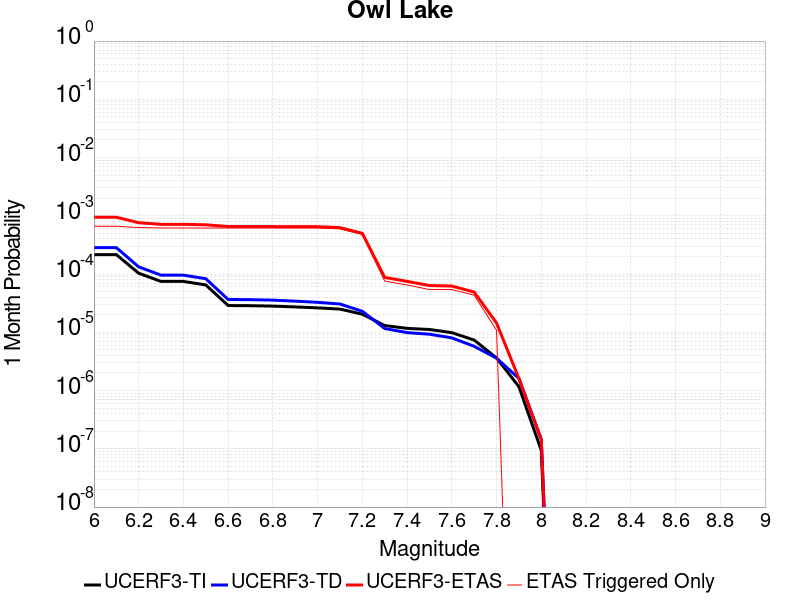 Owl Lake
10^0
10^-1
10^-2
10^-3
10^-4
10^-5
10^-6
10^-7
10^-8
1 Month Probability
6 6.2 6.4 6.6 6.8 7 7.2 7.4 7.6 7.8 8 8.2 8.4 8.6 8.8 9
Magnitude
UCERF3-TI UCERF3-TD UCERF3-ETAS ETAS Triggered Only